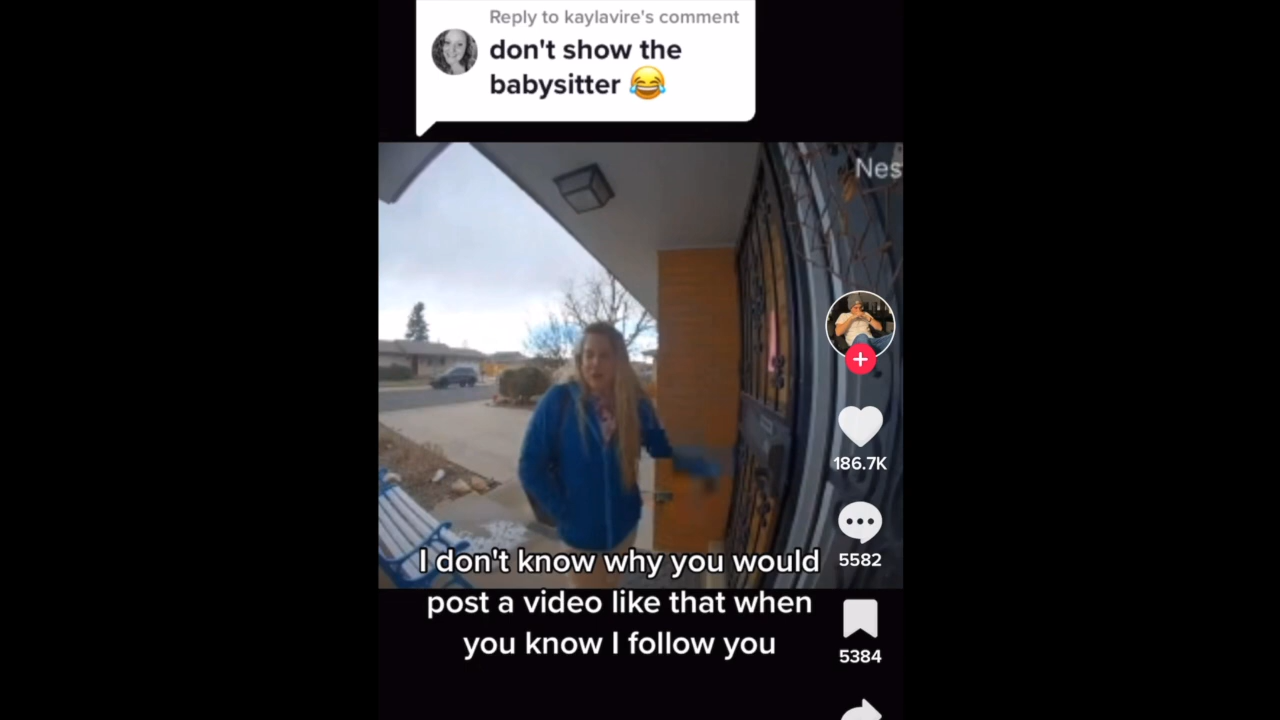 Reply to kaylavire's comment
don't show the
babysitter 😂
Nes
186.7K
5582
I don't know why you would
post a video like that when
you know I follow you
5384